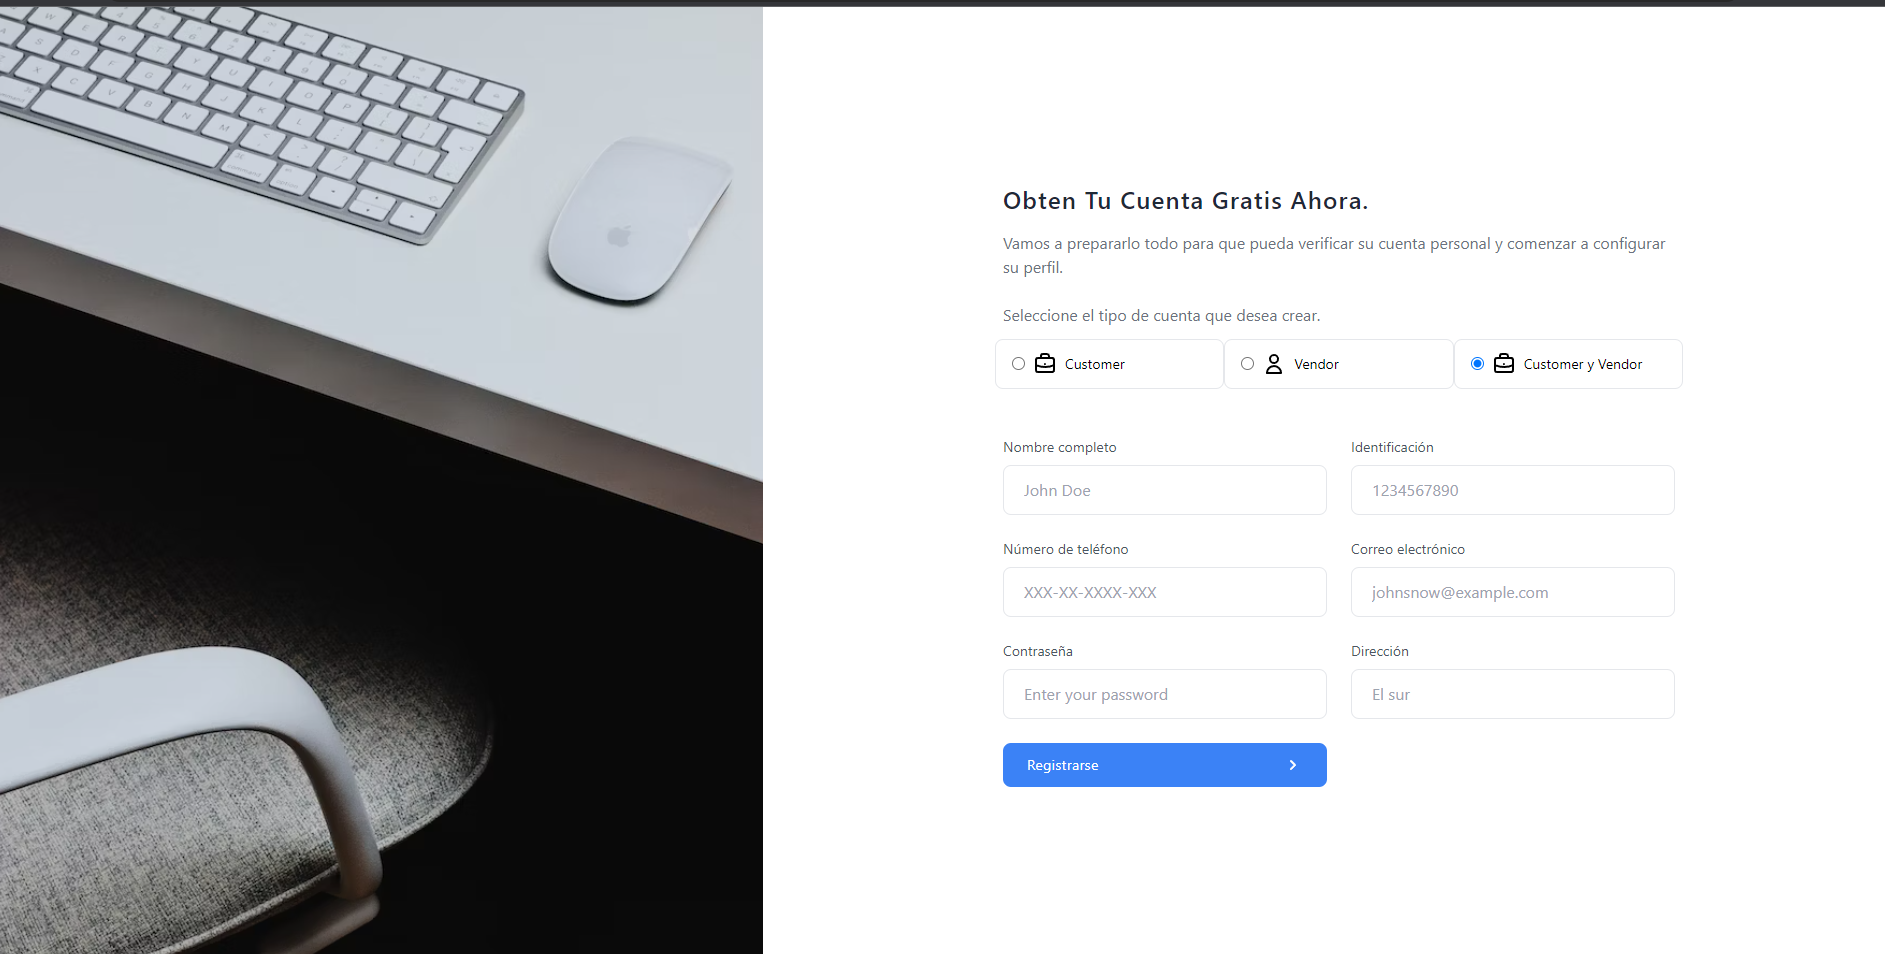 Obten Tu Cuenta Gratis Ahora.
Vamos a prepararlo todo para que pueda verificar su cuenta personal y comenzar a configurar
su perfil.
Seleccione el tipo de cuenta que desea crear.
Customer
Vendor
Customer y Vendor
Nombre completo
Identificación
John Doe
1234567890
Número de teléfono
Correo electrónico
XXX-XX-XXXX-XXX
johnsnow@example.com
Contraseña
Dirección
Enter your password
El sur
Registrarse